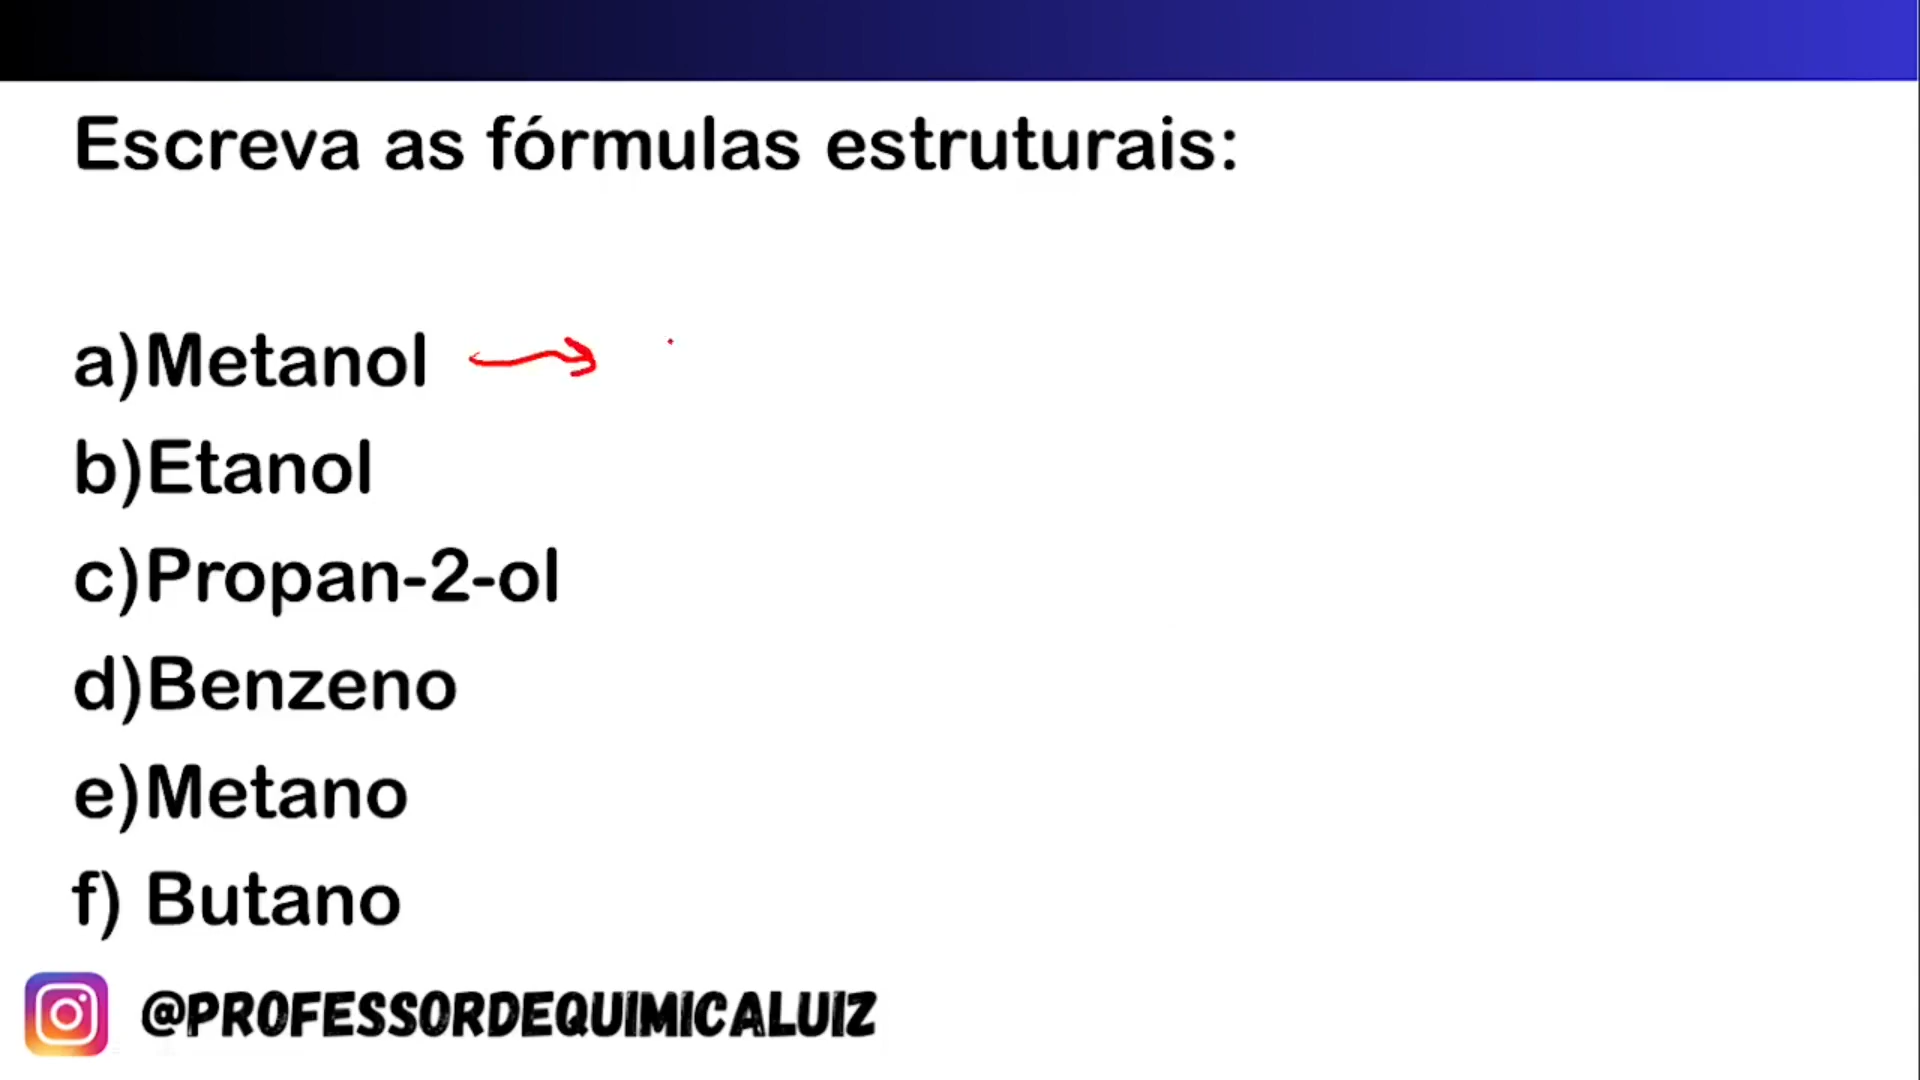 Escreva as fórmulas estruturais:
a)Metanol
b)Etanol
c)Propan-2-ol
d)Benzeno
e)Metano
f) Butano
@PROFESSORDEQUIMICALUIZ